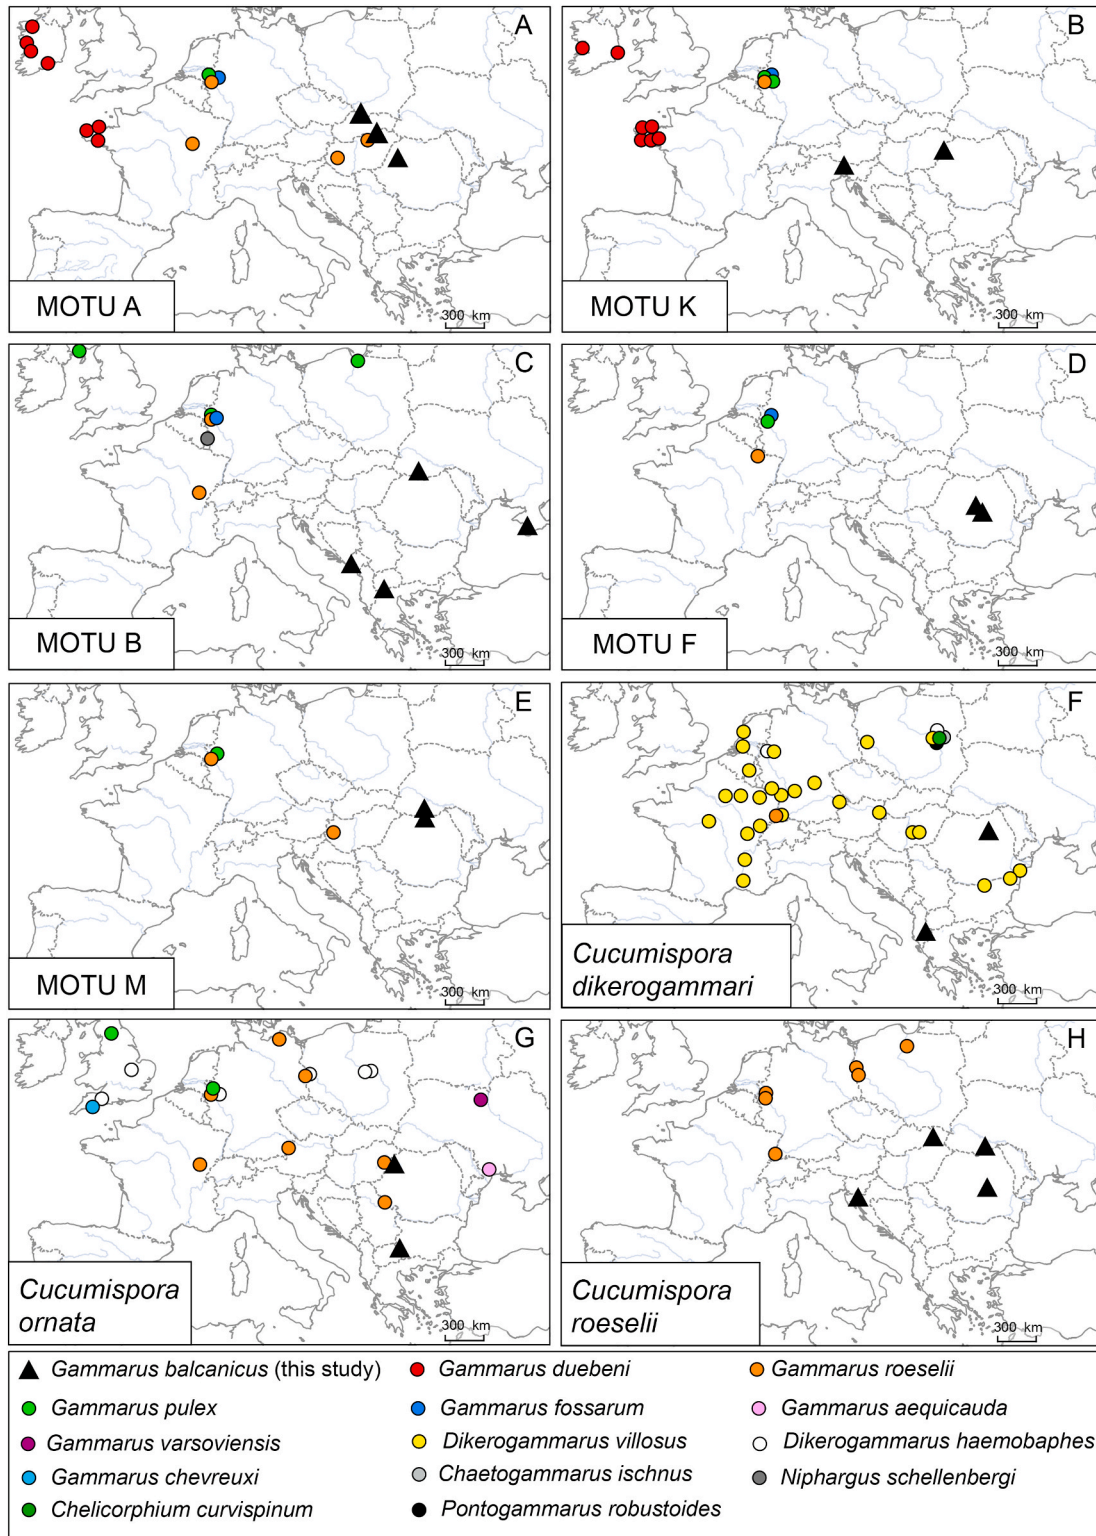 A
MOTU A
300 km
B
MOTU K
300 km
C
MOTU B
300 km
D
MOTU F
300 km
E
MOTU M
300 km
F
Cucumispora
dikerogammari
300 km
G
Cucumispora
ornata
300 km
H
Cucumispora
roeselii
300 km
Gammarus balcanicus (this study)
Gammarus duebeni
Gammarus roeselii
Gammarus pulex
Gammarus fossarum
Gammarus aequicauda
Gammarus varsoviensis
Dikerogammarus villosus
Dikerogammarus haemobaphes
Gammarus chevreuxi
Chaetogammarus ischnus
Niphargus schellenbergi
Chelicorphium curvispinum
Pontogammarus robustoides